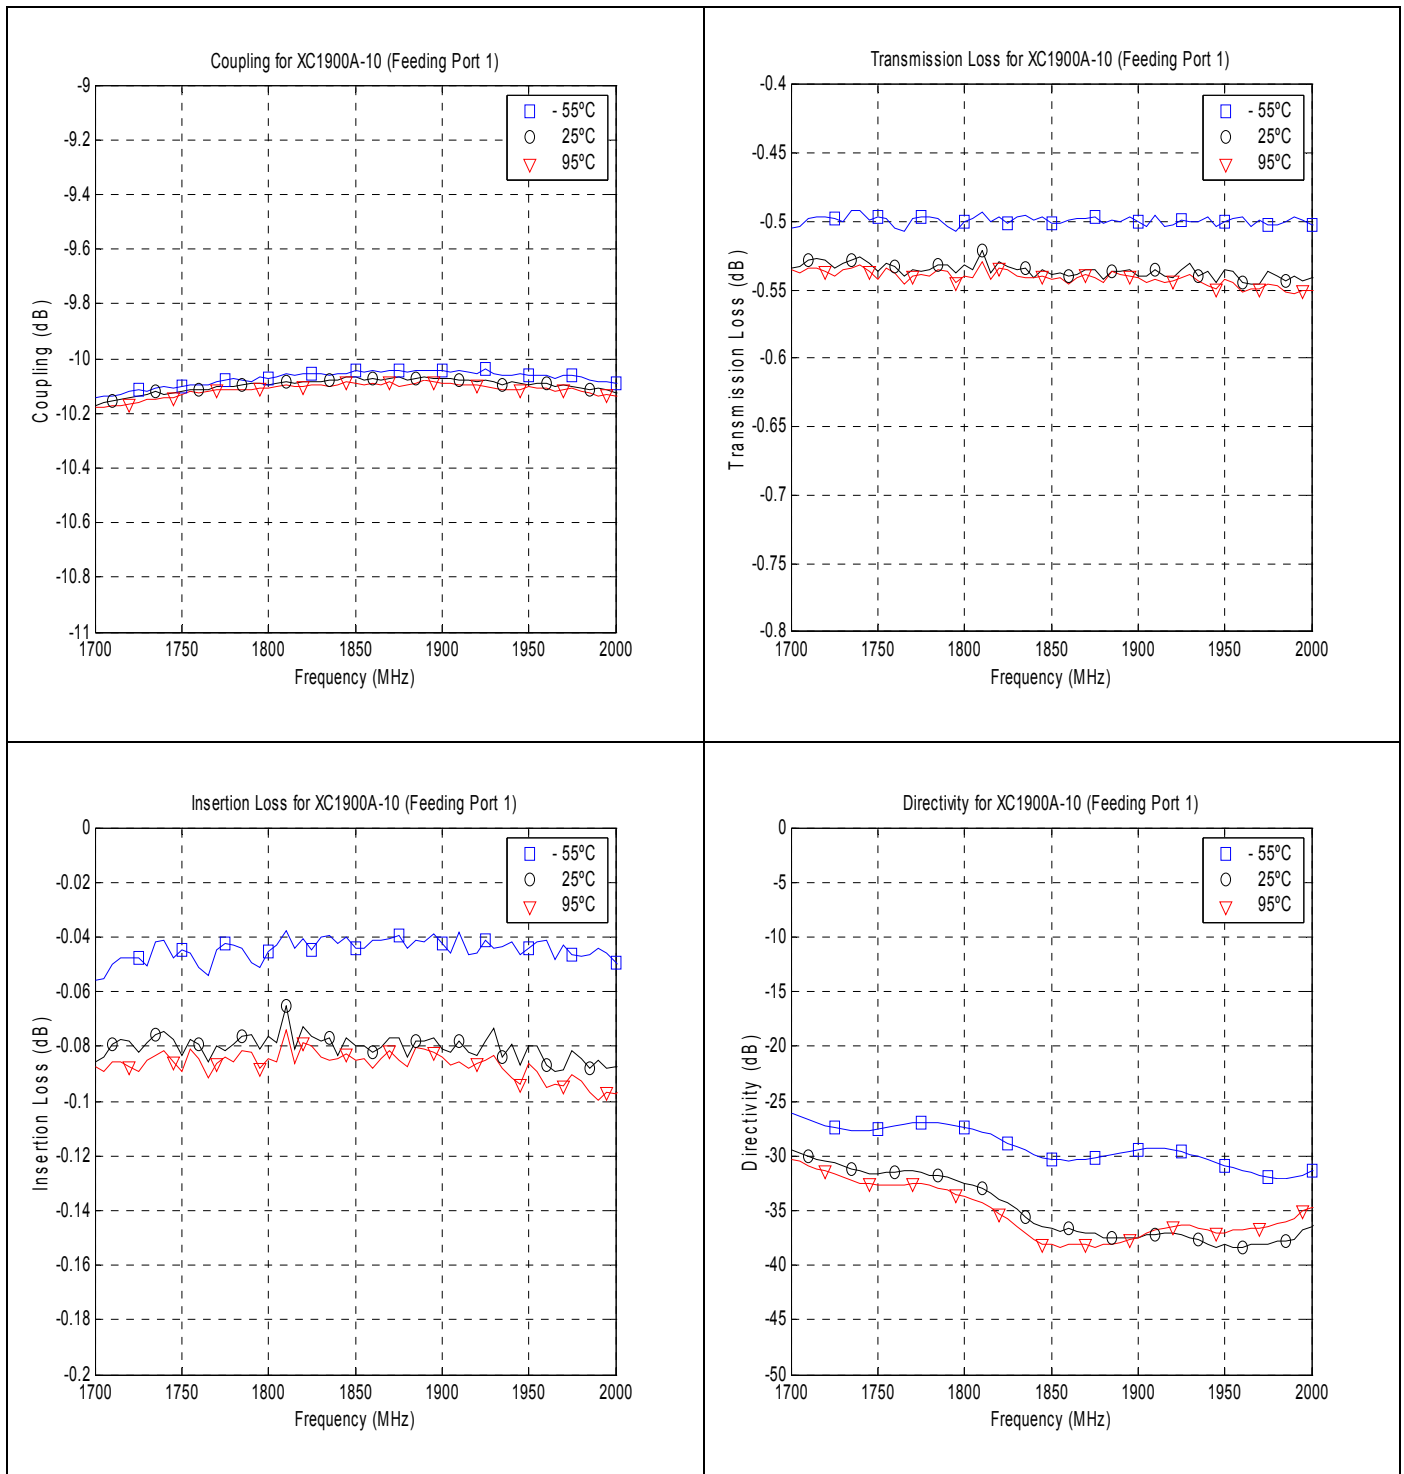 Coupling for XC1900A-10 (Feeding Port 1)
-9
-9.2
-9.4
-9.6
-9.8
-10
-10.2
-10.4
-10.6
-10.8
-11
Coupling (dB)
- 55ºC
25ºC
95ºC
1700 1750 1800 1850 1900 1950 2000
Frequency (MHz)
Transmission Loss for XC1900A-10 (Feeding Port 1)
-0.4
-0.45
-0.5
-0.55
-0.6
-0.65
-0.7
-0.75
-0.8
Transmission Loss (dB)
- 55ºC
25ºC
95ºC
1700 1750 1800 1850 1900 1950 2000
Frequency (MHz)
Insertion Loss for XC1900A-10 (Feeding Port 1)
0
-0.02
-0.04
-0.06
-0.08
-0.1
-0.12
-0.14
-0.16
-0.18
-0.2
Insertion Loss (dB)
- 55ºC
25ºC
95ºC
1700 1750 1800 1850 1900 1950 2000
Frequency (MHz)
Directivity for XC1900A-10 (Feeding Port 1)
0
-5
-10
-15
-20
-25
-30
-35
-40
-45
-50
Directivity (dB)
- 55ºC
25ºC
95ºC
1700 1750 1800 1850 1900 1950 2000
Frequency (MHz)